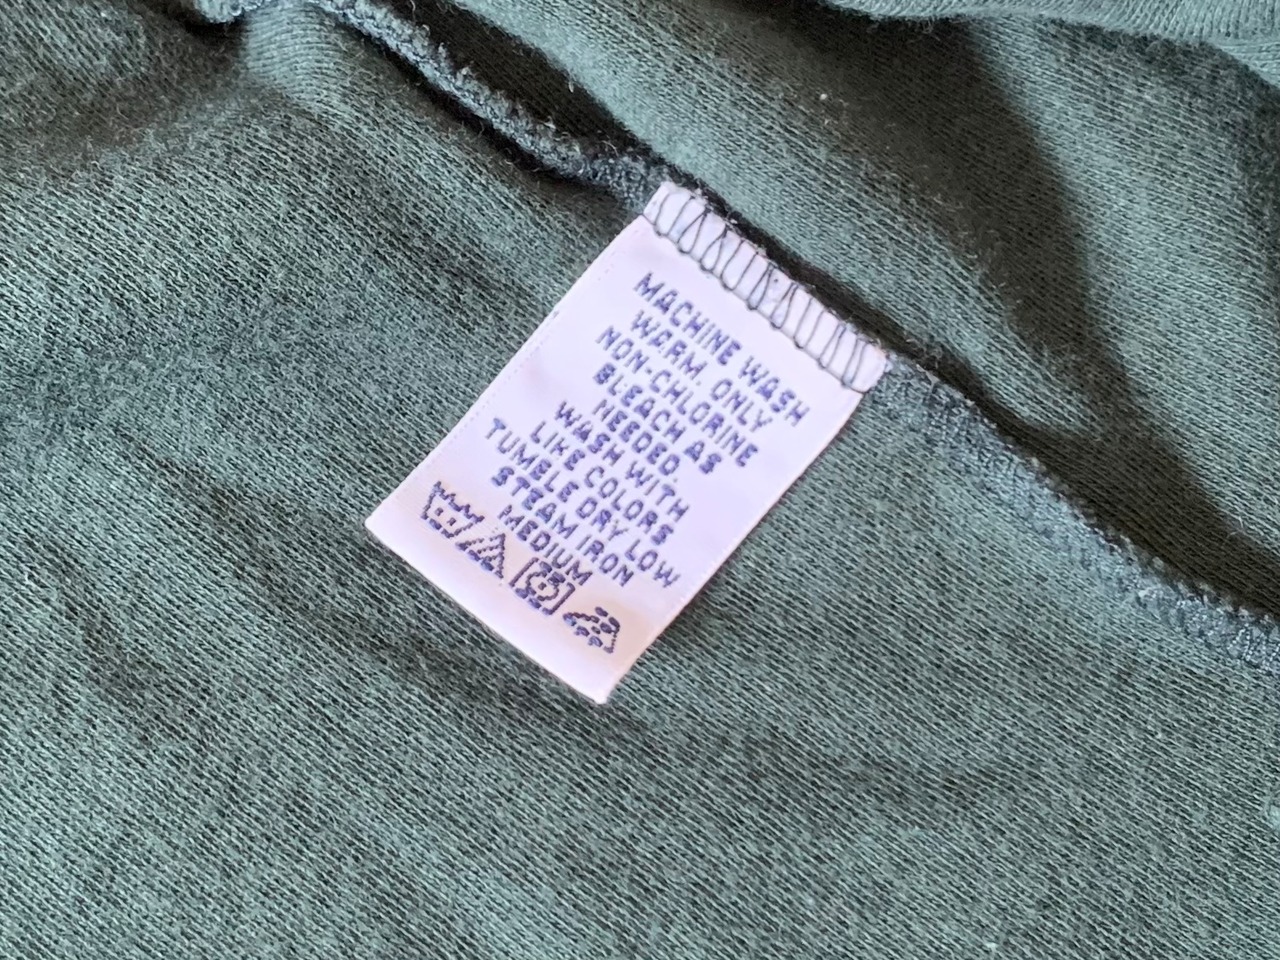 MACHINE WASH
WARM. ONLY
NON-CHLORINE
BLEACH AS
NEEDED.
WASH WITH
LIKE COLORS
TUMBLE DRY LOW
STEAM IRON
MEDIUM